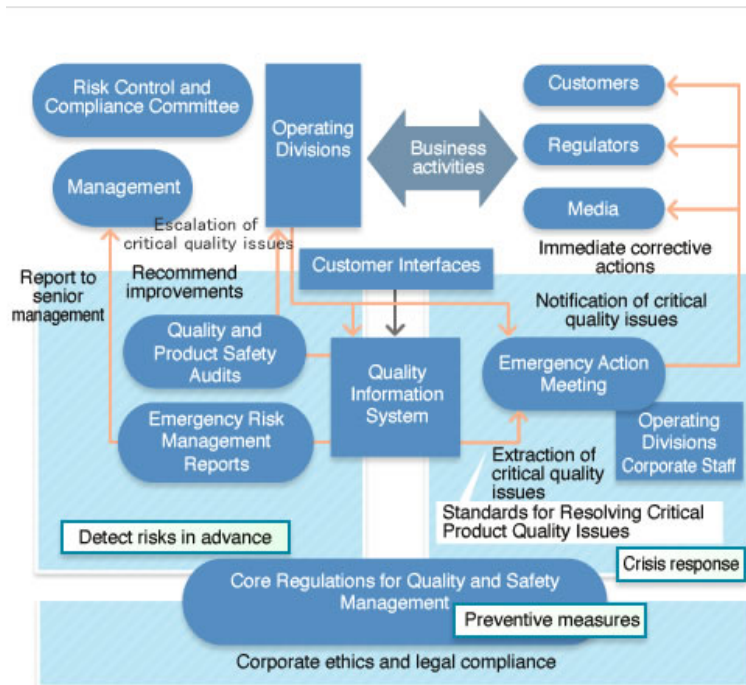 Risk Control and
Compliance Committee
Operating
Divisions
Customers
Business
activities
Regulators
Management
Media
Escalation of
critical quality issues
Immediate corrective
actions
Customer Interfaces
Report to
senior
management
Recommend
improvements
Notification of critical
quality issues
Quality and
Product Safety
Audits
Quality
Information
System
Emergency Action
Meeting
Emergency Risk
Management
Reports
Operating
Divisions
Corporate Staff
Extraction of
critical quality
issues
Standards for Resolving Critical
Product Quality Issues
Detect risks in advance
Crisis response
Core Regulations for Quality and Safety
Management
Preventive measures
Corporate ethics and legal compliance